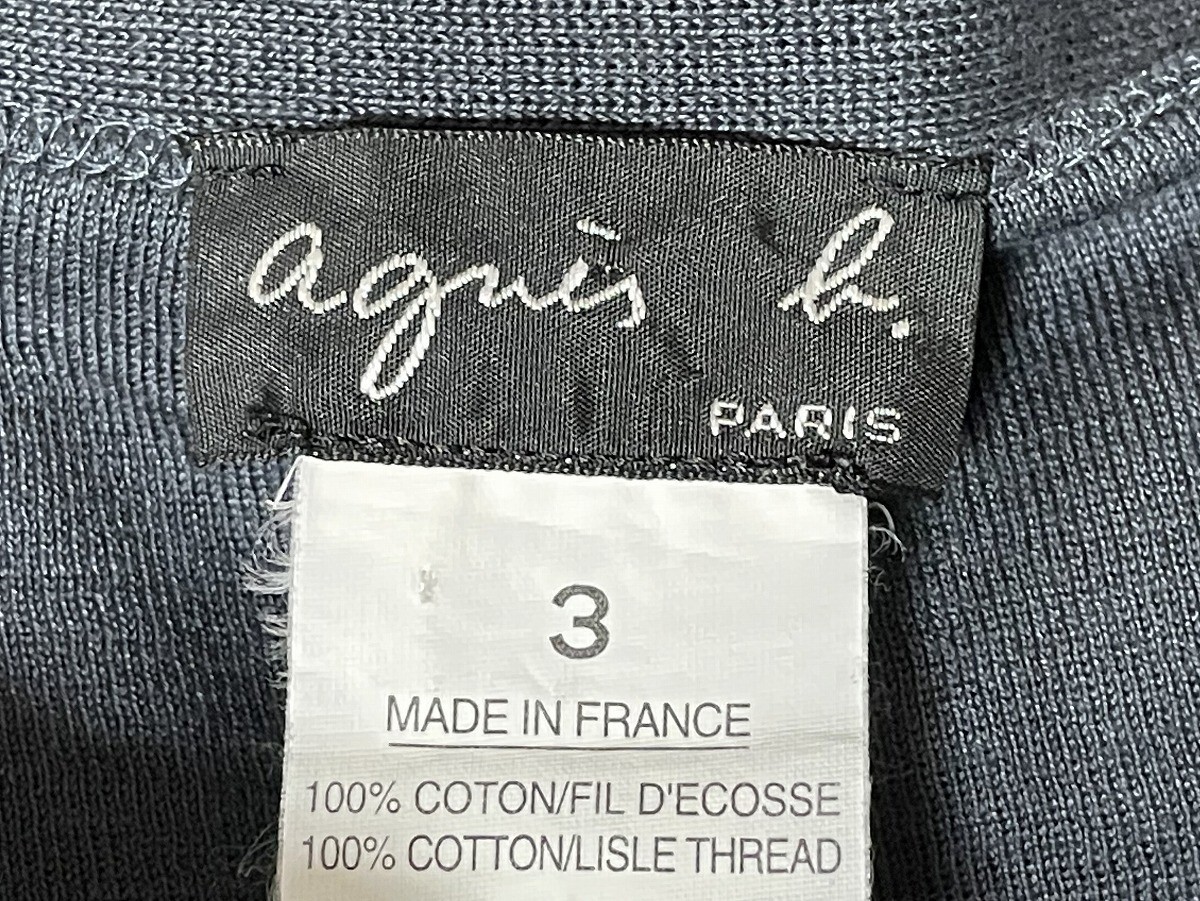 agnès b.
PARIS
3
MADE IN FRANCE
100% COTON/FIL D'ECOSSE
100% COTTON/LISLE THREAD